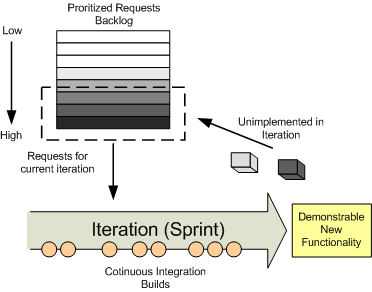 Proritized Requests
Backlog
Low
High
Unimplemented in
Iteration
Requests for
current iteration
Iteration (Sprint)
Demonstrable
New
Functionality
Cotinuous Integration
Builds